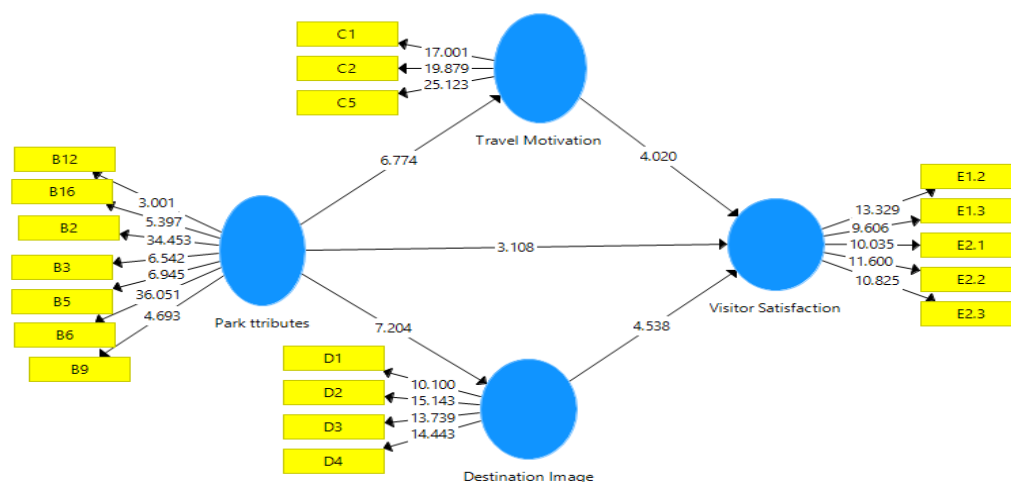 C1
C2
C5
17.001
19.879
25.123
Travel Motivation
6.774
4.020
B12
B16
B2
B3
B5
B6
B9
3.001
5.397
34.453
6.542
6.945
36.051
4.693
Park ttributes
3.108
E1.2
E1.3
E2.1
E2.2
E2.3
13.329
9.606
10.035
11.600
10.825
Visitor Satisfaction
7.204
4.538
D1
D2
D3
D4
10.100
15.143
13.739
14.443
Destination Image